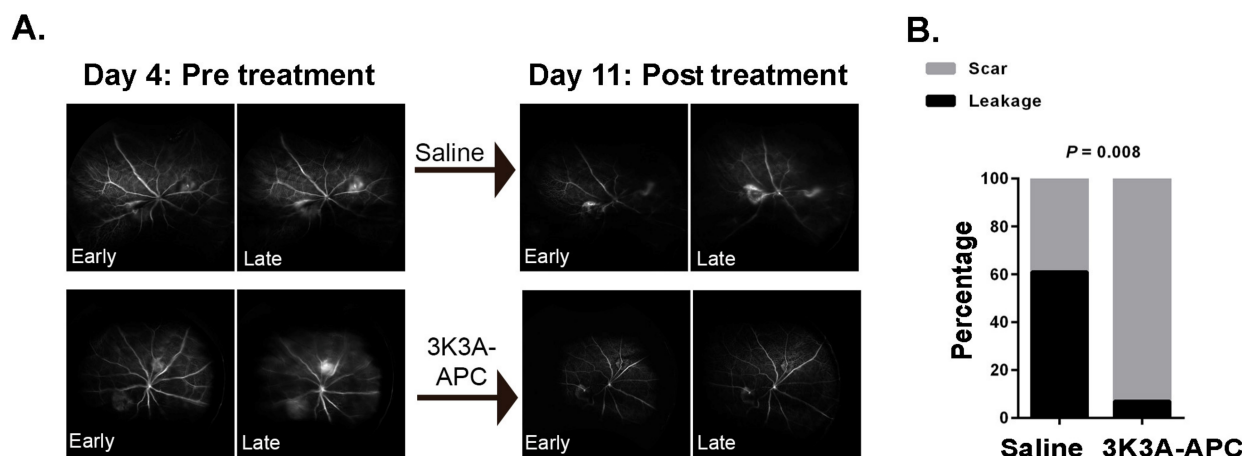 A.
Day 4: Pre treatment
Day 11: Post treatment
Early
Late
Saline
Early
Late
Early
Late
3K3A-
APC
Early
Late
B.
Scar
Leakage
P = 0.008
Percentage
100
80
60
40
20
0
Saline
3K3A-APC